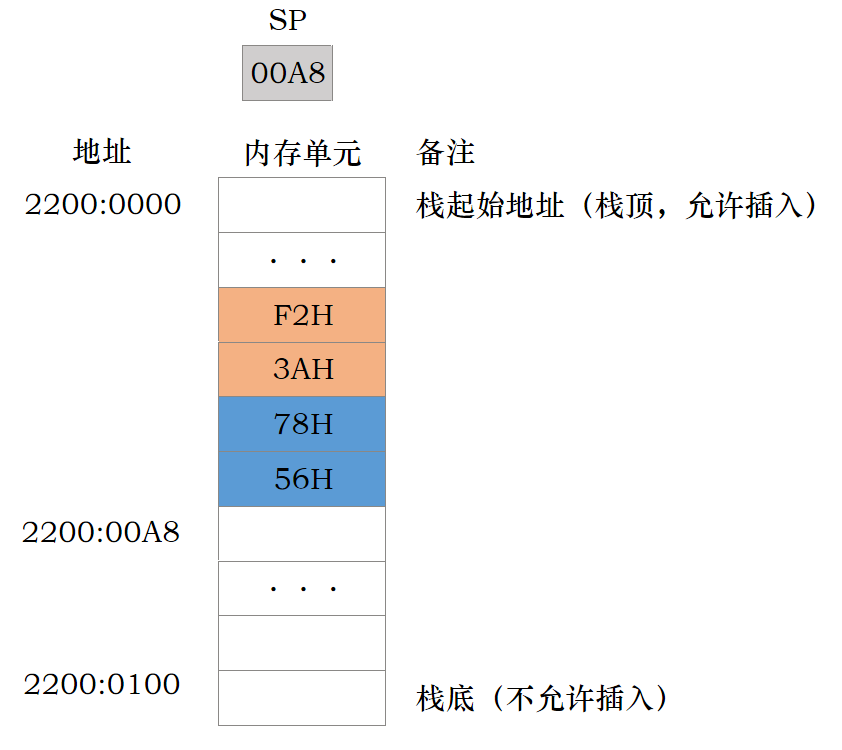 SP
00A8
地址 内存单元 备注
2200:0000 栈起始地址（栈顶，允许插入）
· · ·
F2H
3AH
78H
56H
2200:00A8
· · ·
2200:0100 栈底（不允许插入）